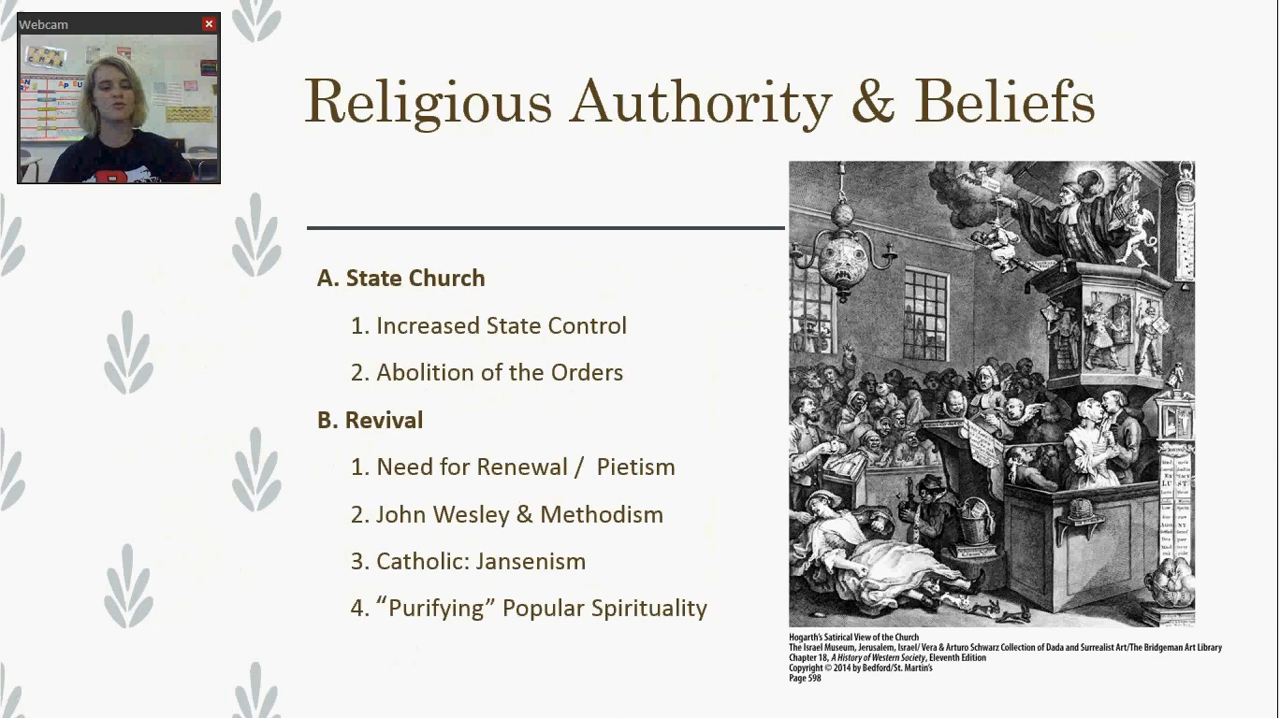 Webcam
Religious Authority & Beliefs
A. State Church
1. Increased State Control
2. Abolition of the Orders
B. Revival
1. Need for Renewal / Pietism
2. John Wesley & Methodism
3. Catholic: Jansenism
4. “Purifying” Popular Spirituality
Hogarth's Satirical View of the Church
The Israel Museum, Jerusalem, Israel/ Vera & Arturo Schwarz Collection of Dada and Surrealist Art/The Bridgeman Art Library
Chapter 18, A History of Western Society, Eleventh Edition
Copyright © 2014 by Bedford/St. Martin's
Page 598